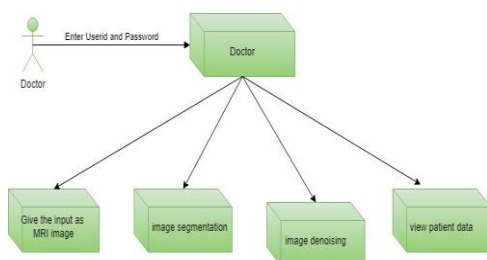 Enter Userid and Password
Doctor
Doctor
Give the input as
MRI image
image segmentation
image denoising
view patient data